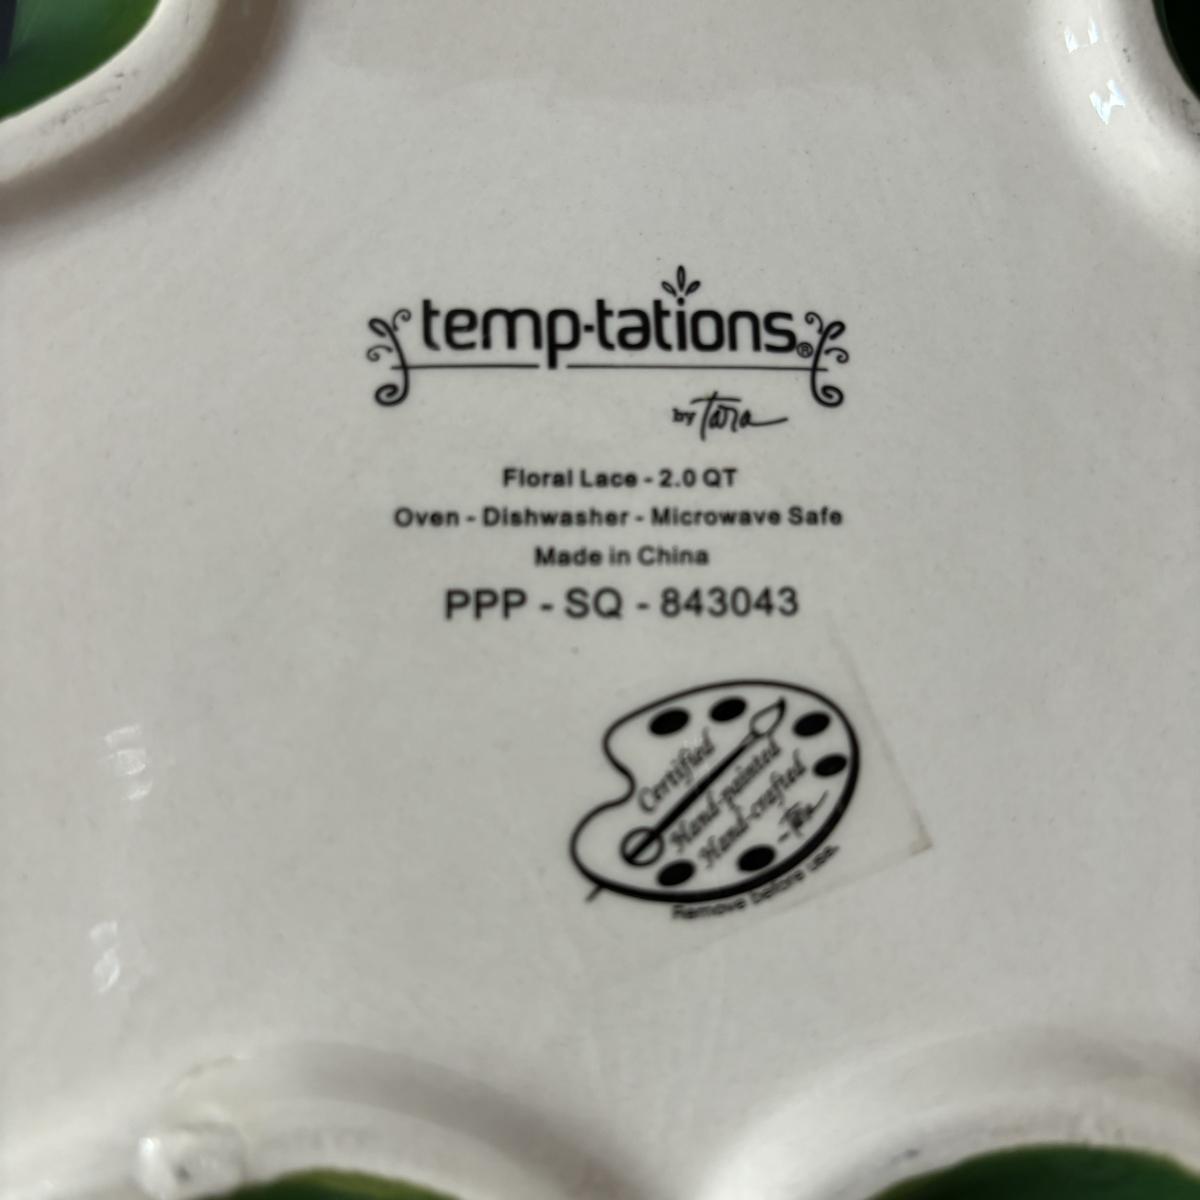 temp-tations®
by Tara
Floral Lace - 2.0 QT
Oven - Dishwasher - Microwave Safe
Made in China
PPP - SQ - 843043
Certified
Hand-painted
Hand-crafted
- Tara
Remove before use.